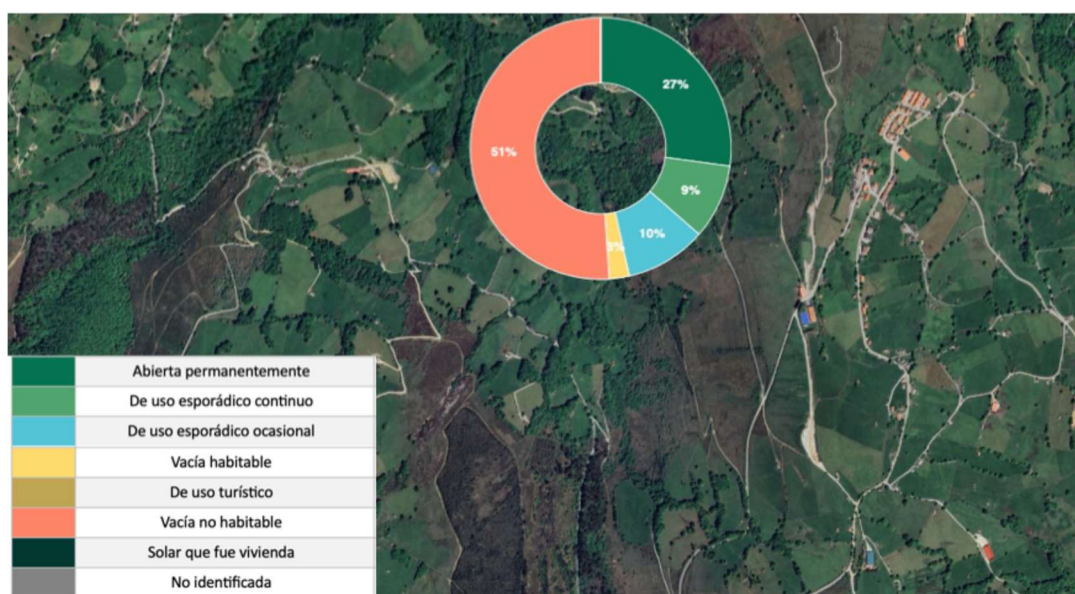 27%
51%
9%
10%
3%
Abierta permanentemente
De uso esporádico continuo
De uso esporádico ocasional
Vacía habitable
De uso turístico
Vacía no habitable
Solar que fue vivienda
No identificada